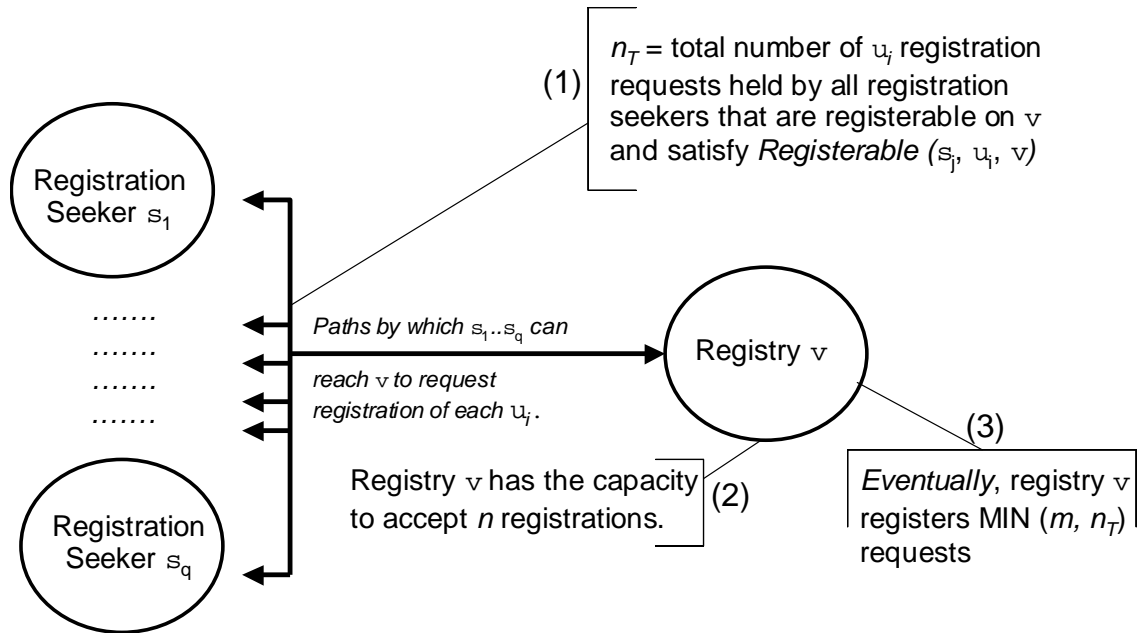 n_T = total number of u_i registration
requests held by all registration
seekers that are registerable on v
and satisfy Registerable (s_j, u_i, v)
(1)
Registration
Seeker s_1
.......
.......
.......
.......
Paths by which s_1..s_q can
reach v to request
registration of each u_i.
Registry v
(3)
Registry v has the capacity
to accept n registrations.
(2)
Eventually, registry v
registers MIN (m, n_T)
requests
Registration
Seeker s_q